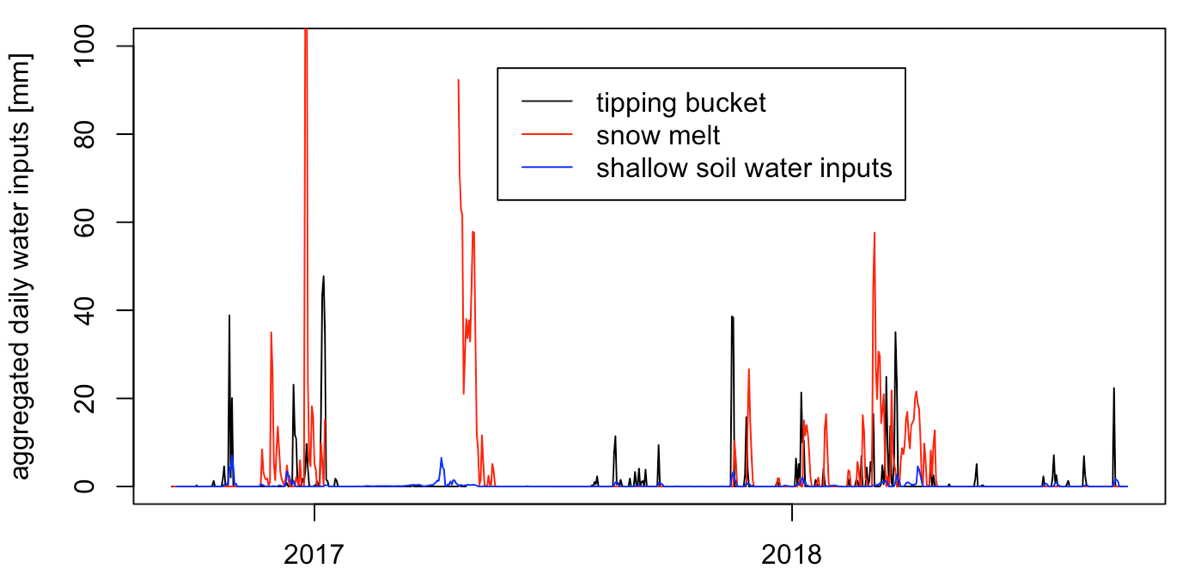 aggregated daily water inputs [mm]
100
80
60
40
20
0
tipping bucket
snow melt
shallow soil water inputs
2017
2018